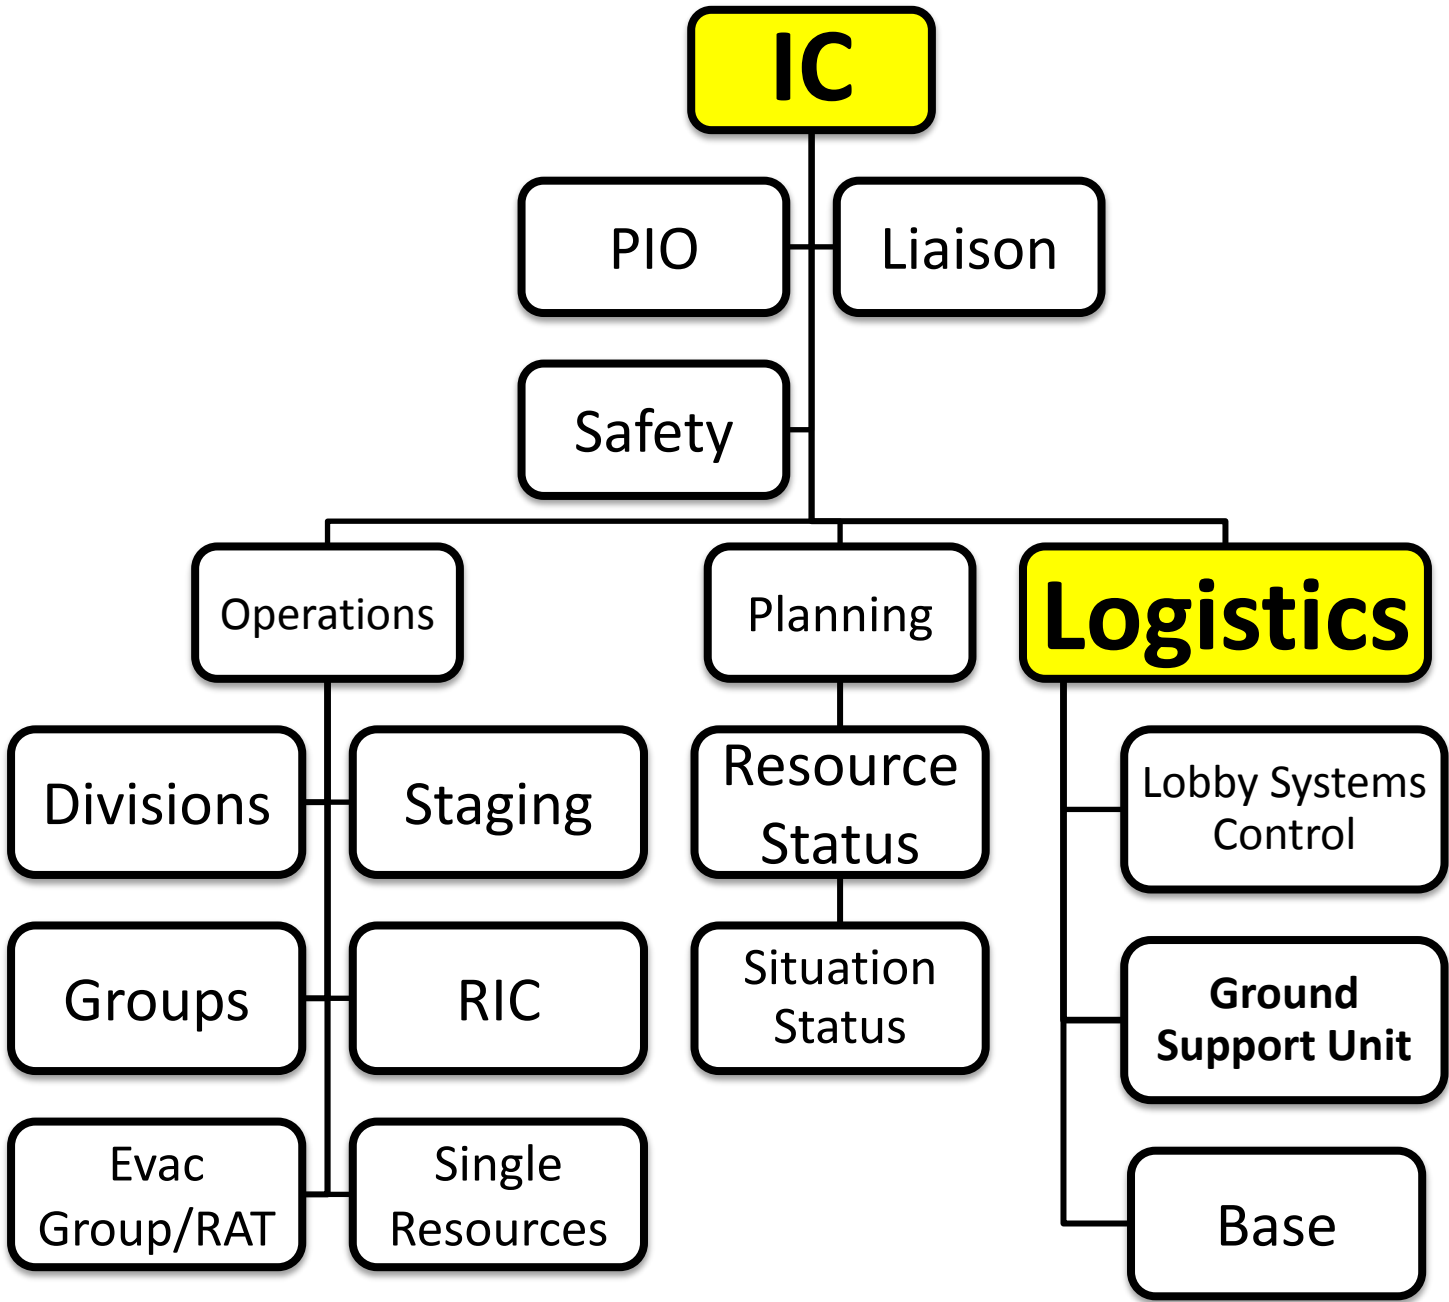 IC
PIO
Liaison
Safety
Operations
Planning
Logistics
Divisions
Staging
Resource
Status
Lobby Systems
Control
Groups
RIC
Situation
Status
Ground
Support Unit
Evac
Group/RAT
Single
Resources
Base